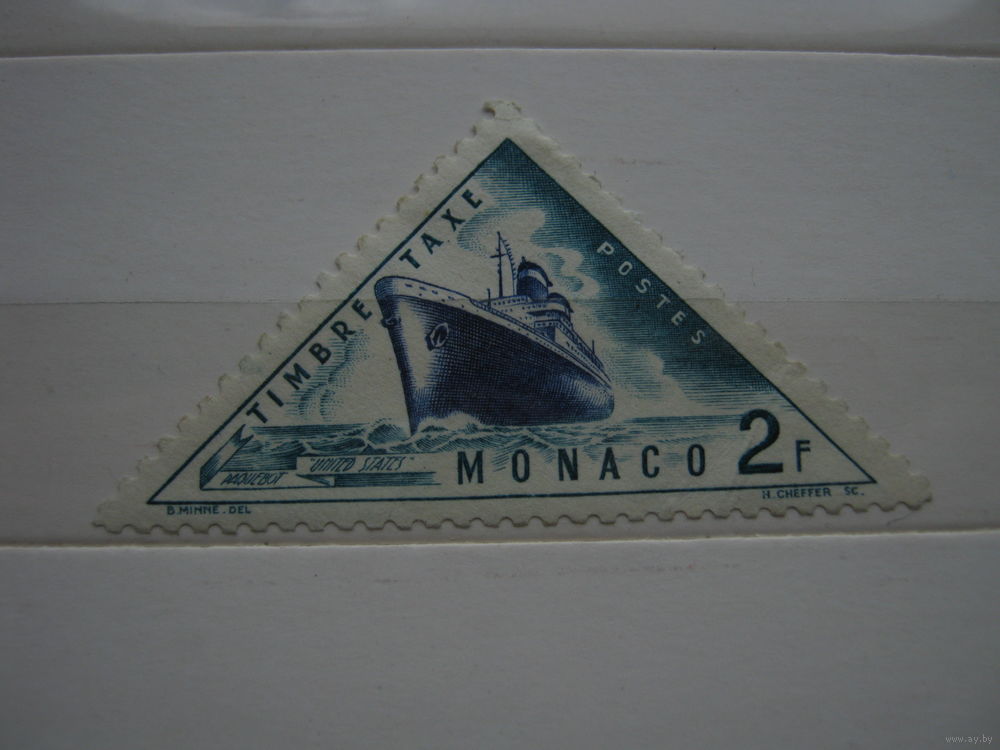 TIMBRE TAXE
POSTES
PAQUEBOT "UNITED STATES"
MONACO 2F
B. MINNE. DEL
H. CHEFFER SC.
www.ay.by